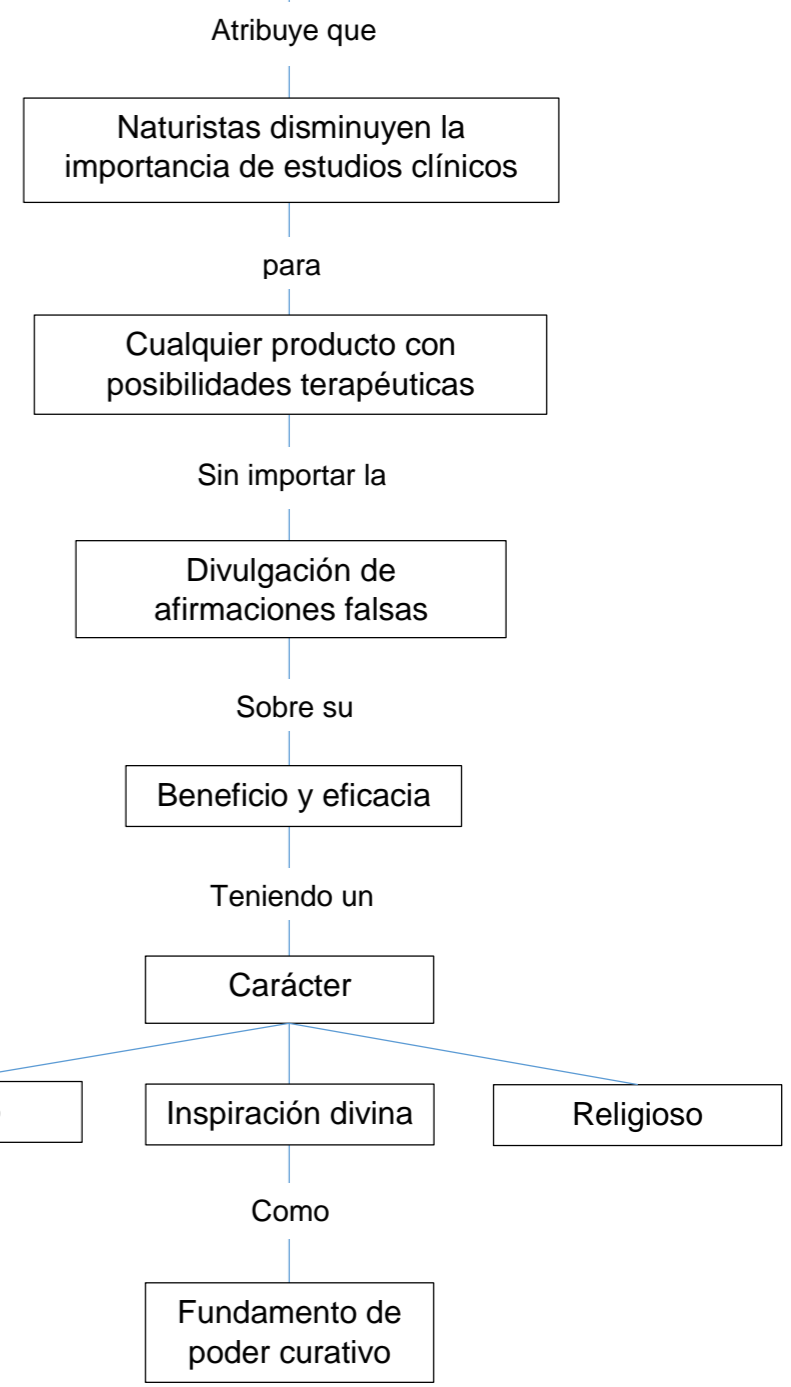 Atribuye que
Naturistas disminuyen la
importancia de estudios clínicos
para
Cualquier producto con
posibilidades terapéuticas
Sin importar la
Divulgación de
afirmaciones falsas
Sobre su
Beneficio y eficacia
Teniendo un
Carácter
Inspiración divina
Religioso
Como
Fundamento de
poder curativo